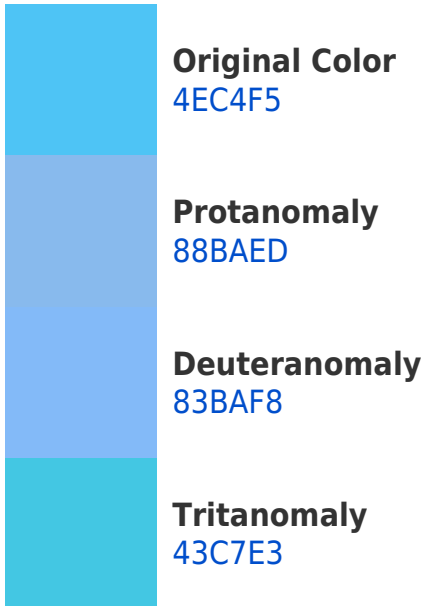 Original Color
4EC4F5
Protanomaly
88BAED
Deuteranomaly
83BAF8
Tritanomaly
43C7E3